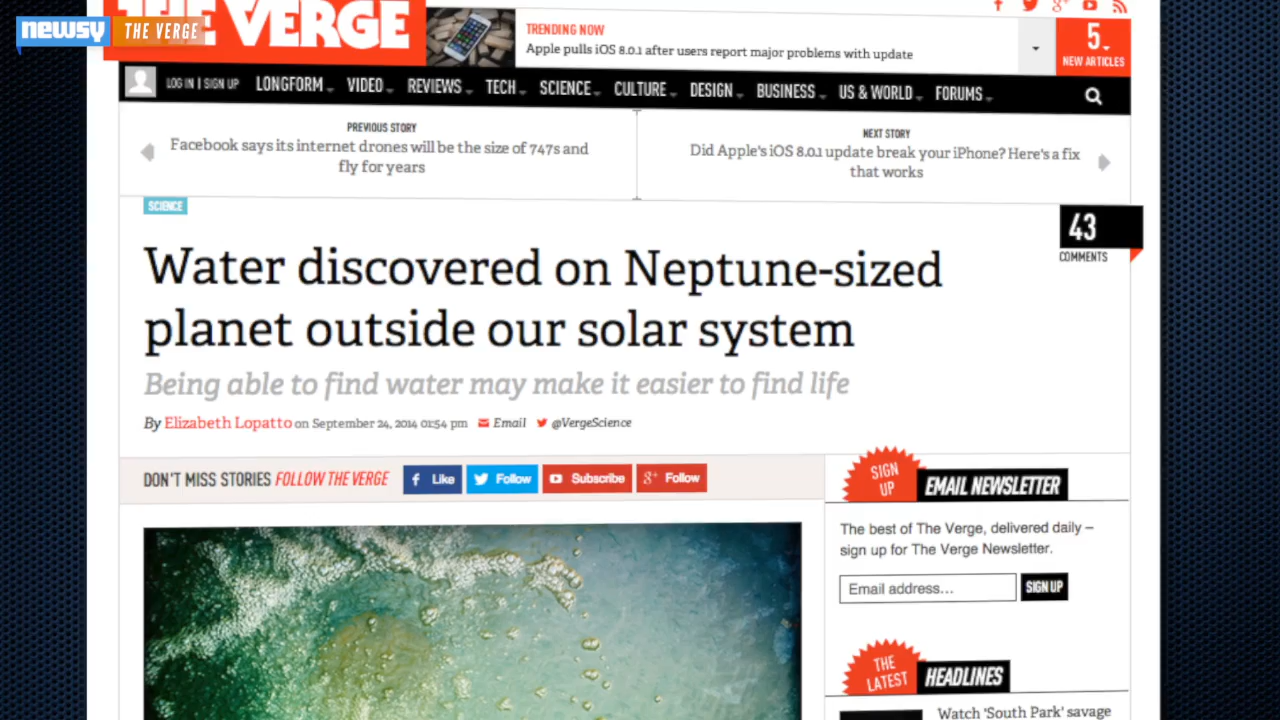 newsy THE VERGE
THE VERGE
TRENDING NOW
Apple pulls iOS 8.0.1 after users report major problems with update
5
NEW ARTICLES
LOG IN | SIGN UP LONGFORM VIDEO REVIEWS TECH SCIENCE CULTURE DESIGN BUSINESS US & WORLD FORUMS
PREVIOUS STORY
Facebook says its internet drones will be the size of 747s and
fly for years
NEXT STORY
Did Apple's iOS 8.0.1 update break your iPhone? Here's a fix
that works
SCIENCE
43
COMMENTS
Water discovered on Neptune-sized
planet outside our solar system
Being able to find water may make it easier to find life
By Elizabeth Lopatto on September 24, 2014 01:54 pm Email @VergeScience
DON'T MISS STORIES FOLLOW THE VERGE
f Like
Follow
Subscribe
g+ Follow
SIGN
UP
EMAIL NEWSLETTER
The best of The Verge, delivered daily –
sign up for The Verge Newsletter.
Email address...
SIGN UP
THE
LATEST
HEADLINES
Watch 'South Park' savage